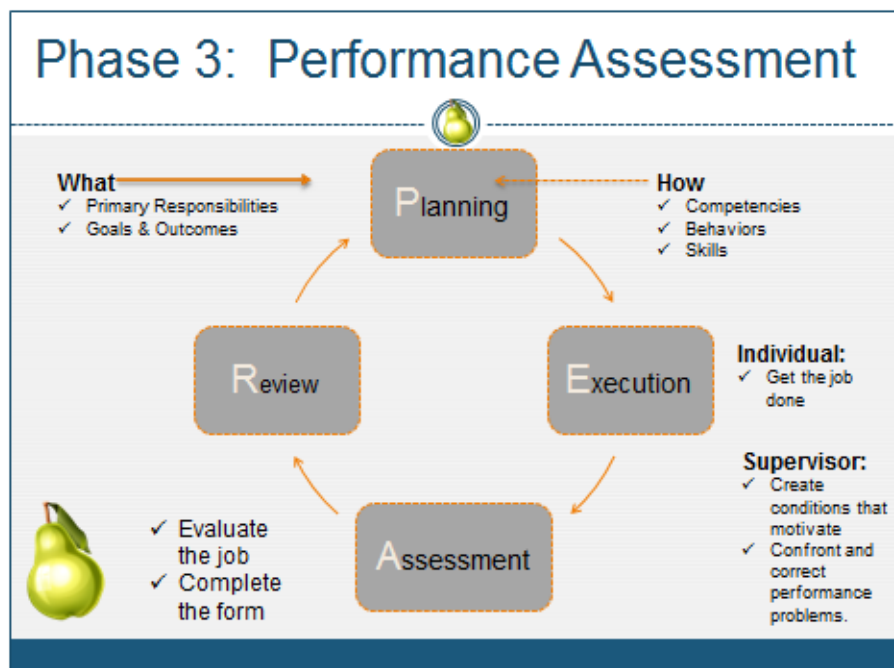 Phase 3: Performance Assessment
What
✓ Primary Responsibilities
✓ Goals & Outcomes
Planning
How
✓ Competencies
✓ Behaviors
✓ Skills
Review
Execution
Individual:
✓ Get the job
done
Supervisor:
✓ Create
conditions that
motivate
✓ Confront and
correct
performance
problems.
Assessment
✓ Evaluate
the job
✓ Complete
the form